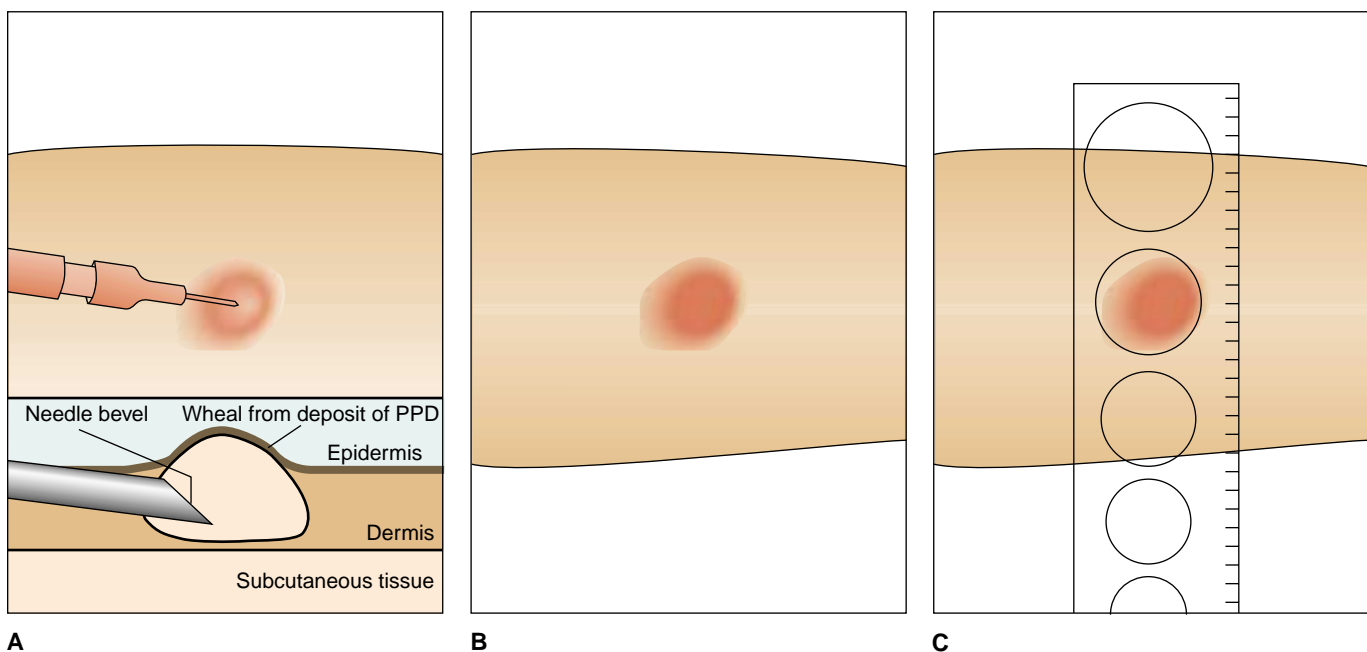 Needle bevel
Wheal from deposit of PPD
Epidermis
Dermis
Subcutaneous tissue
A
B
C